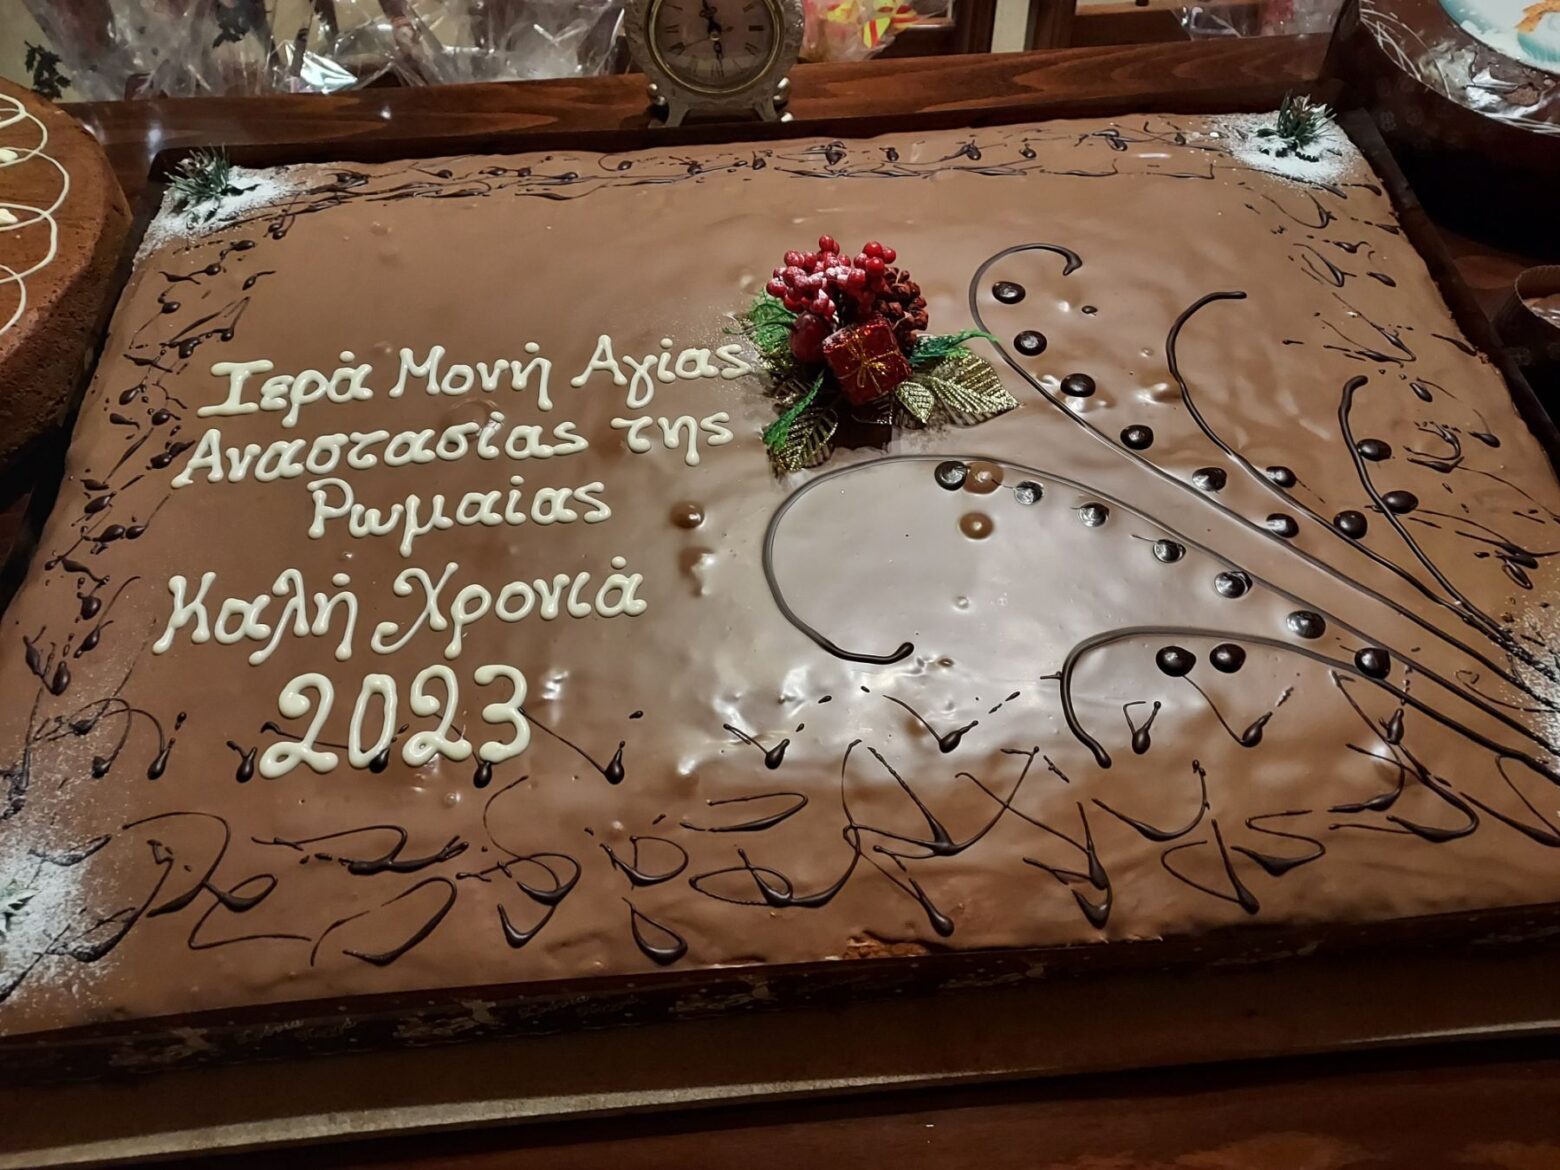 Ιερά Μονή Αγίας
Αναστασίας της
Ρωμαίας
Καλή Χρονιά
2023